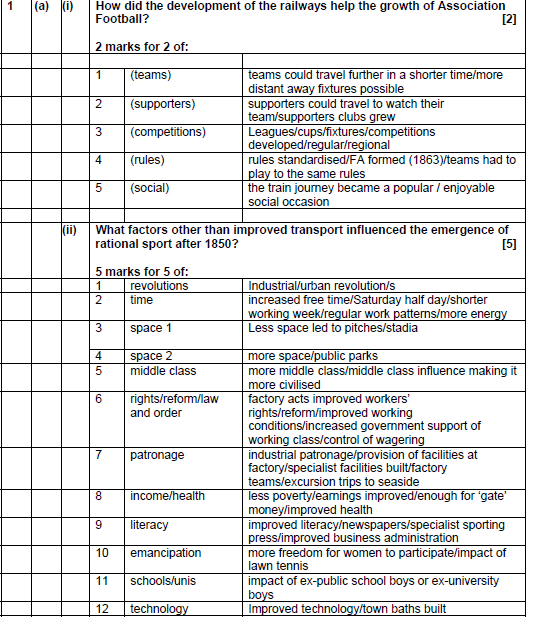 1 (a) (i) How did the development of the railways help the growth of Association
Football? [2]
2 marks for 2 of:
1 (teams) teams could travel further in a shorter time/more
distant away fixtures possible
2 (supporters) supporters could travel to watch their
team/supporters clubs grew
3 (competitions) Leagues/cups/fixtures/competitions
developed/regular/regional
4 (rules) rules standardised/FA formed (1863)/teams had to
play to the same rules
5 (social) the train journey became a popular / enjoyable
social occasion
(ii) What factors other than improved transport influenced the emergence of
rational sport after 1850? [5]
5 marks for 5 of:
1 revolutions Industrial/urban revolution/s
2 time increased free time/Saturday half day/shorter
working week/regular work patterns/more energy
3 space 1 Less space led to pitches/stadia
4 space 2 more space/public parks
5 middle class more middle class/middle class influence making it
more civilised
6 rights/reform/law factory acts improved workers'
and order rights/reform/improved working
conditions/increased government support of
working class/control of wagering
7 patronage industrial patronage/provision of facilities at
factory/specialist facilities built/factory
teams/excursion trips to seaside
8 income/health less poverty/earnings improved/enough for 'gate'
money/improved health
9 literacy improved literacy/newspapers/specialist sporting
press/improved business administration
10 emancipation more freedom for women to participate/impact of
lawn tennis
11 schools/unis impact of ex-public school boys or ex-university
boys
12 technology Improved technology/town baths built